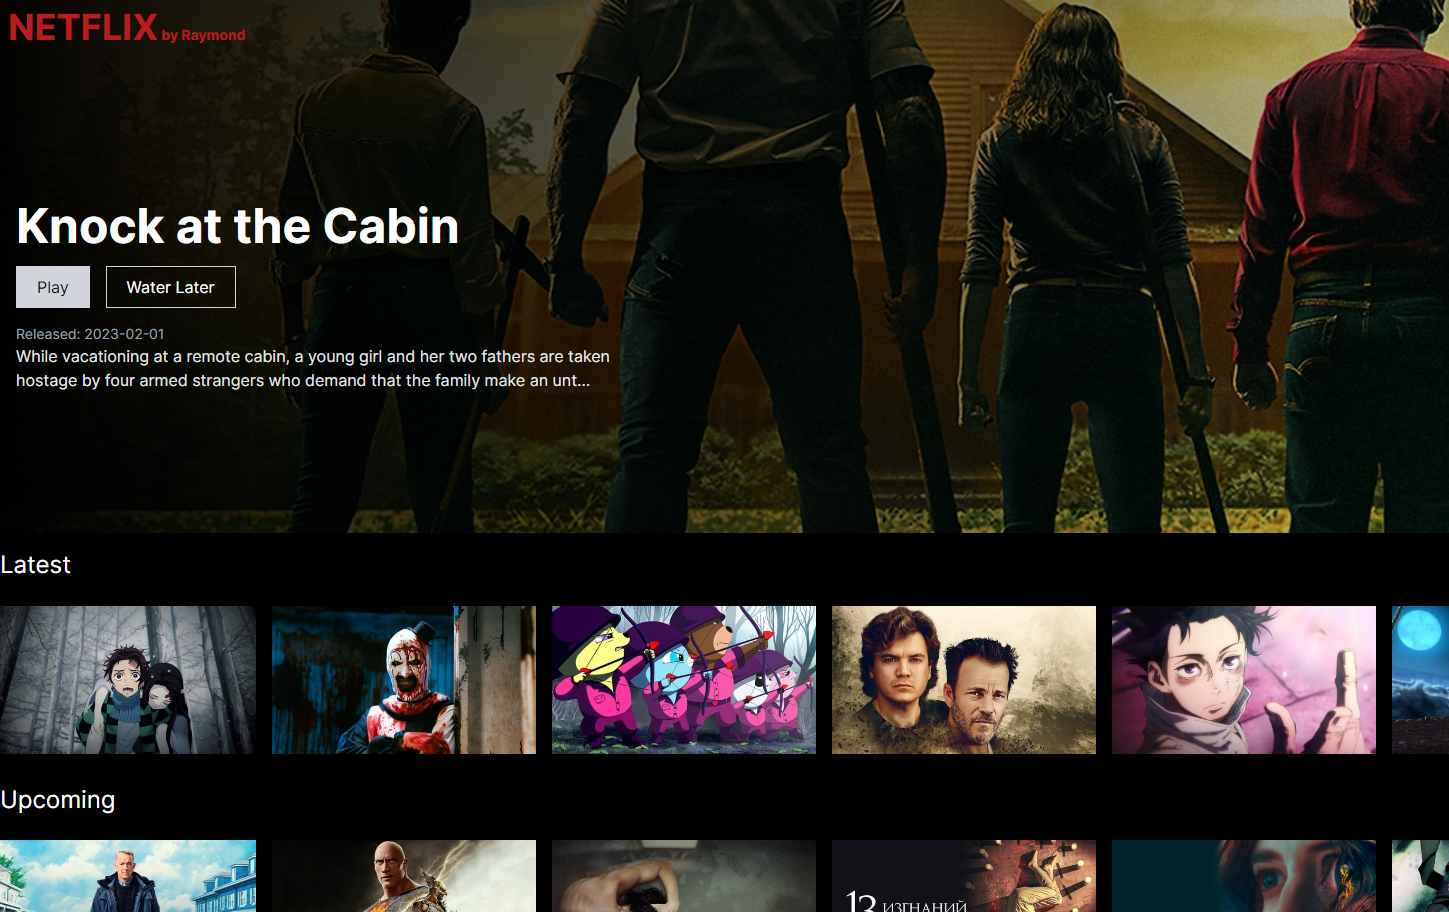 NETFLIX by Raymond
Knock at the Cabin
Play
Water Later
Released: 2023-02-01
While vacationing at a remote cabin, a young girl and her two fathers are taken
hostage by four armed strangers who demand that the family make an unt...
Latest
Upcoming
13 ИЗГНАНИЙ